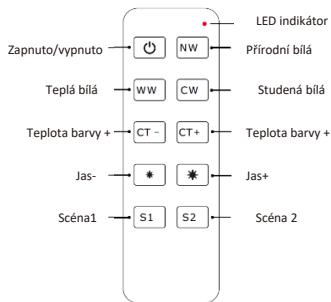 LED indikátor
Zapnuto/vypnuto NW Přírodní bílá
Teplá bílá WW CW Studená bílá
Teplota barvy + CT - CT+ Teplota barvy +
Jas- Jas+
Scéna1 S1 S2 Scéna 2